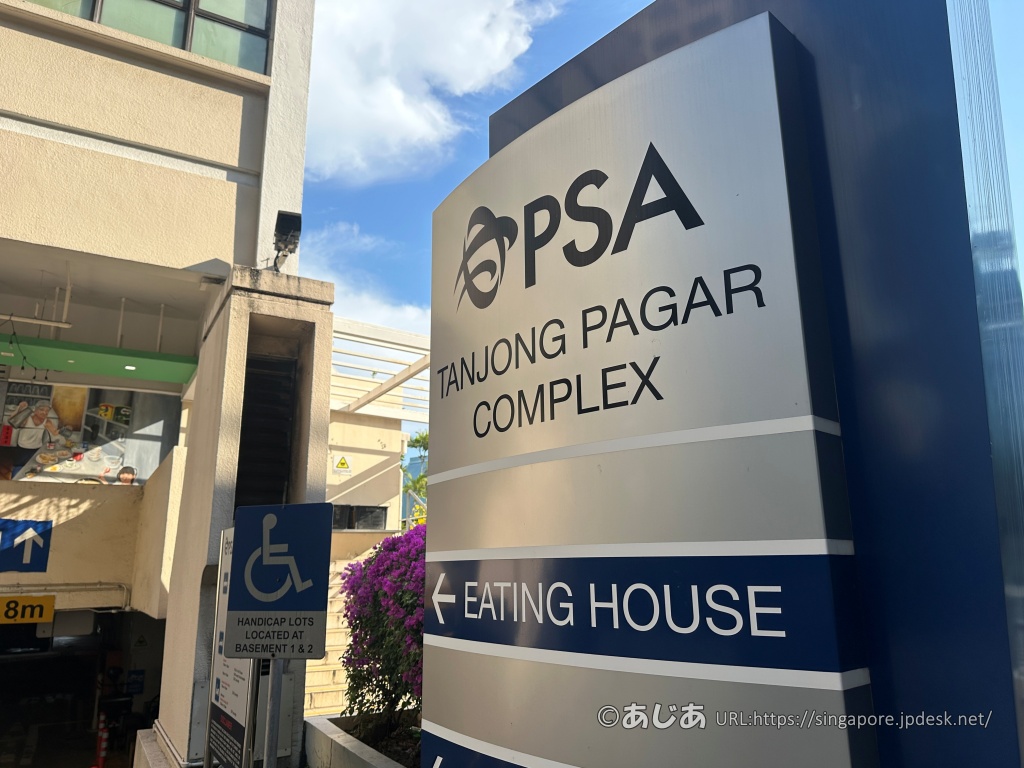 PSA
TANJONG PAGAR
COMPLEX
← EATING HOUSE
HANDICAP LOTS
LOCATED AT
BASEMENT 1 & 2
8m
©あじあ URL:https://singapore.jpdesk.net/